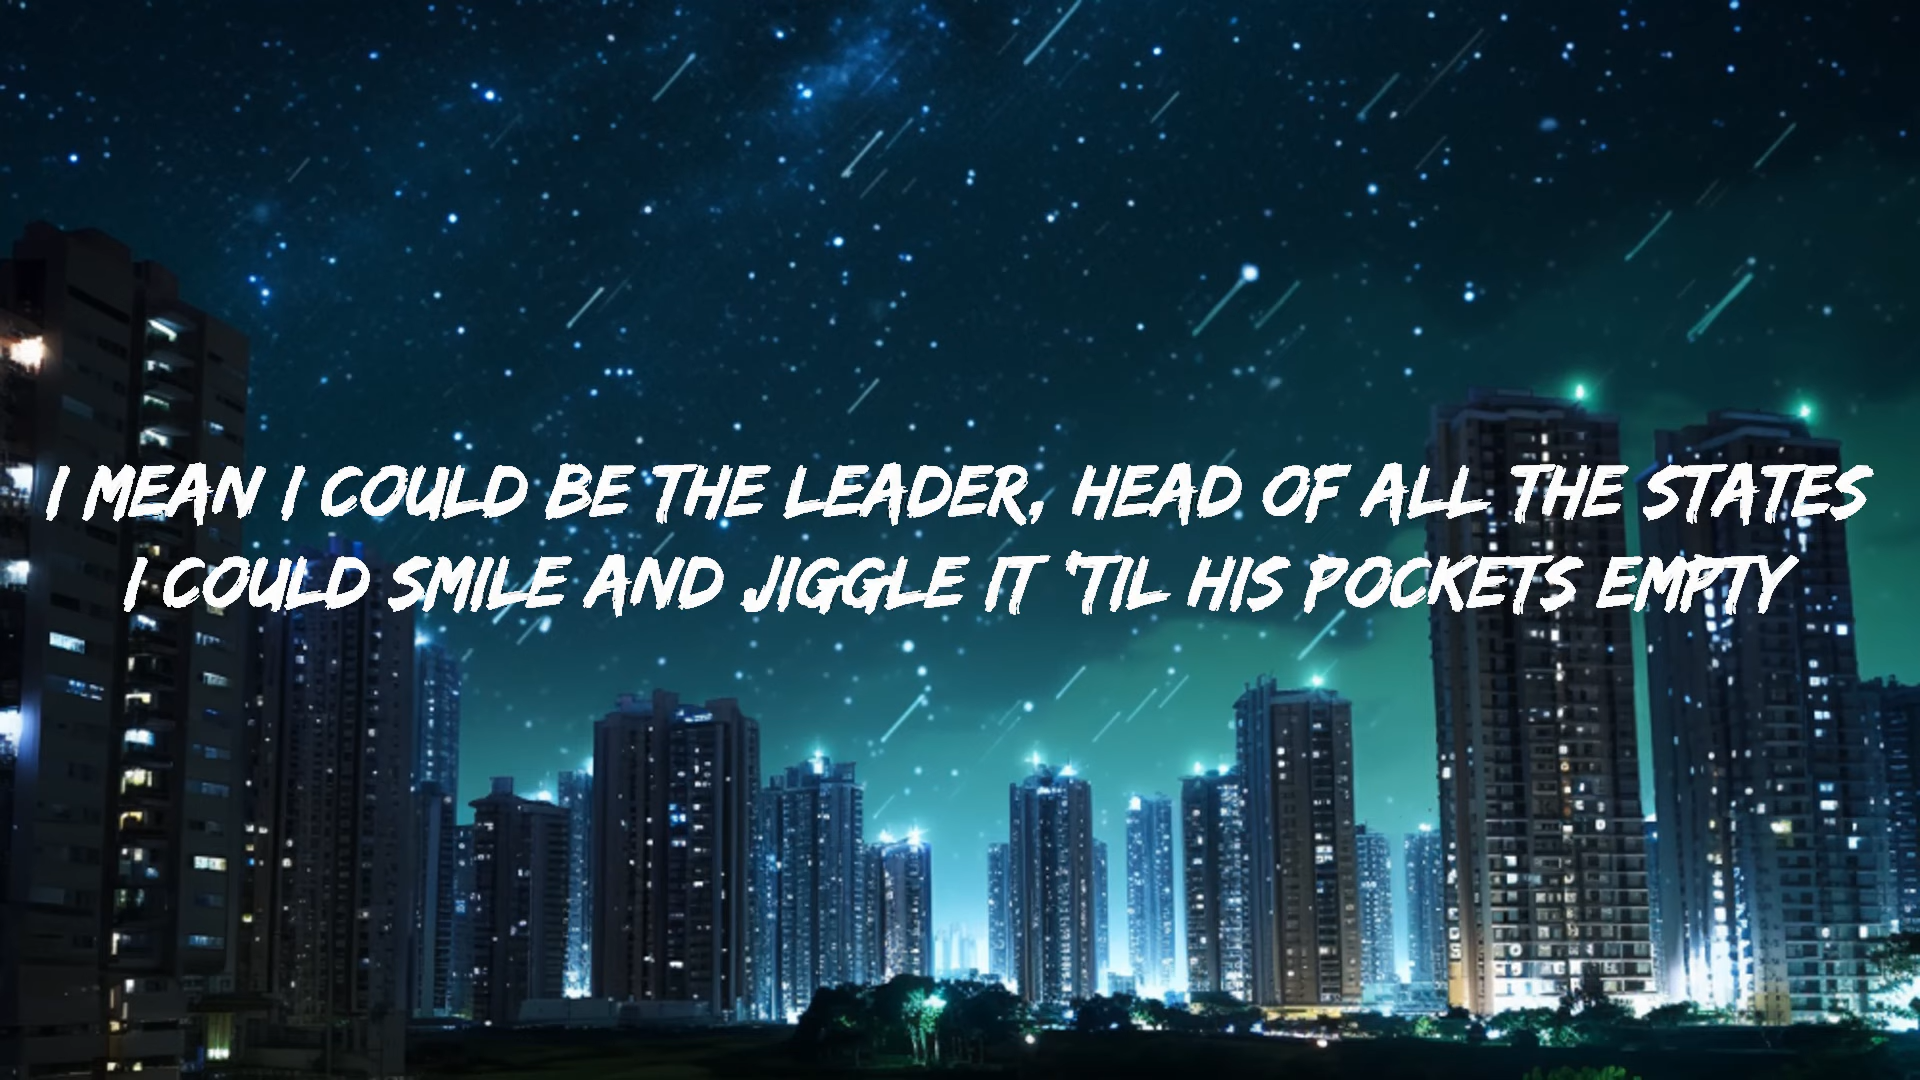 I MEAN I COULD BE THE LEADER, HEAD OF ALL THE STATES
I COULD SMILE AND JIGGLE IT 'TIL HIS POCKETS EMPTY